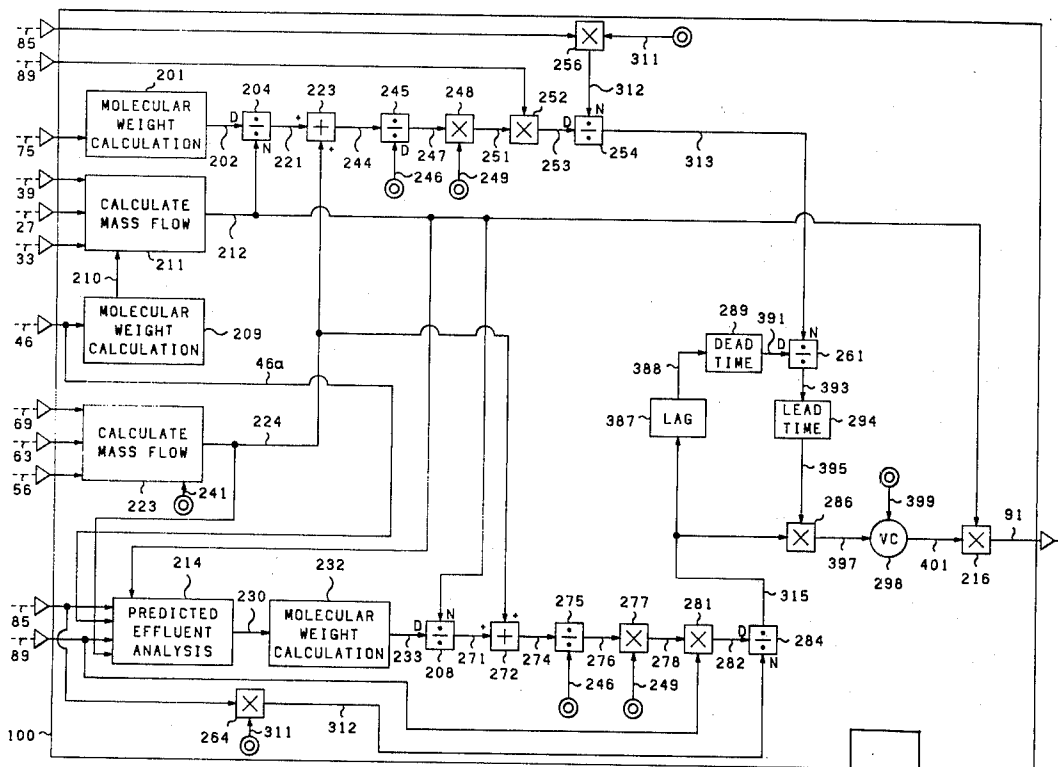 85
256
×
311
89
312
201
204
223
245
248
252
N
MOLECULAR
WEIGHT
CALCULATION
D
÷
+
+
÷
×
×
D
÷
254
313
75
202
N
221
+
244
D
247
251
253
246
249
39
27
33
CALCULATE
MASS FLOW
212
210
211
46
MOLECULAR
WEIGHT
CALCULATION
209
46a
289
391
N
388
DEAD
TIME
D
÷
261
393
387
LAG
LEAD
TIME
294
69
63
56
CALCULATE
MASS FLOW
224
223
241
395
399
286
×
397
VC
298
401
×
216
91
214
232
85
89
PREDICTED
EFFLUENT
ANALYSIS
230
MOLECULAR
WEIGHT
CALCULATION
233
N
÷
208
271
+
+
+
272
274
275
÷
276
277
×
278
281
×
D
282
÷
284
N
315
246
249
264
×
311
312
100